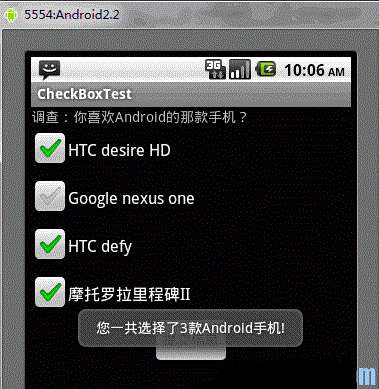 5554:Android2.2
3G
10:06 AM
CheckBoxTest
调查：你喜欢Android的那款手机？
HTC desire HD
Google nexus one
HTC defy
摩托罗拉里程碑II
您一共选择了3款Android手机!
m